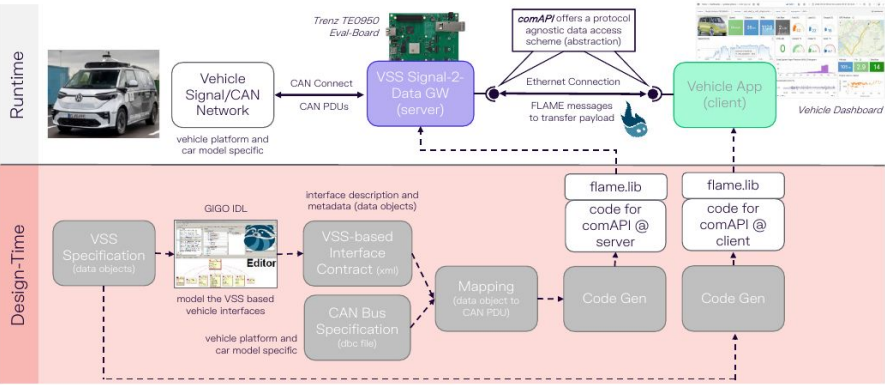 Runtime
Trenz TE0950
Eval-Board
comAPI offers a protocol
agnostic data access
scheme (abstraction)
Vehicle
Signal/CAN
Network
CAN Connect
CAN PDUs
VSS Signal-2-
Data GW
(server)
Ethernet Connection
FLAME messages
to transfer payload
Vehicle App
(client)
Vehicle Dashboard
vehicle platform and
car model specific
Design-Time
flame.lib
code for
comAPI @
server
flame.lib
code for
comAPI @
client
VSS
Specification
(data objects)
GIGO IDL
Editor
model the VSS based
vehicle interfaces
interface description and
metadata (data objects)
VSS-based
Interface
Contract (xml)
CAN Bus
Specification
(dbc file)
vehicle platform and
car model specific
Mapping
(data object to
CAN PDU)
Code Gen
Code Gen